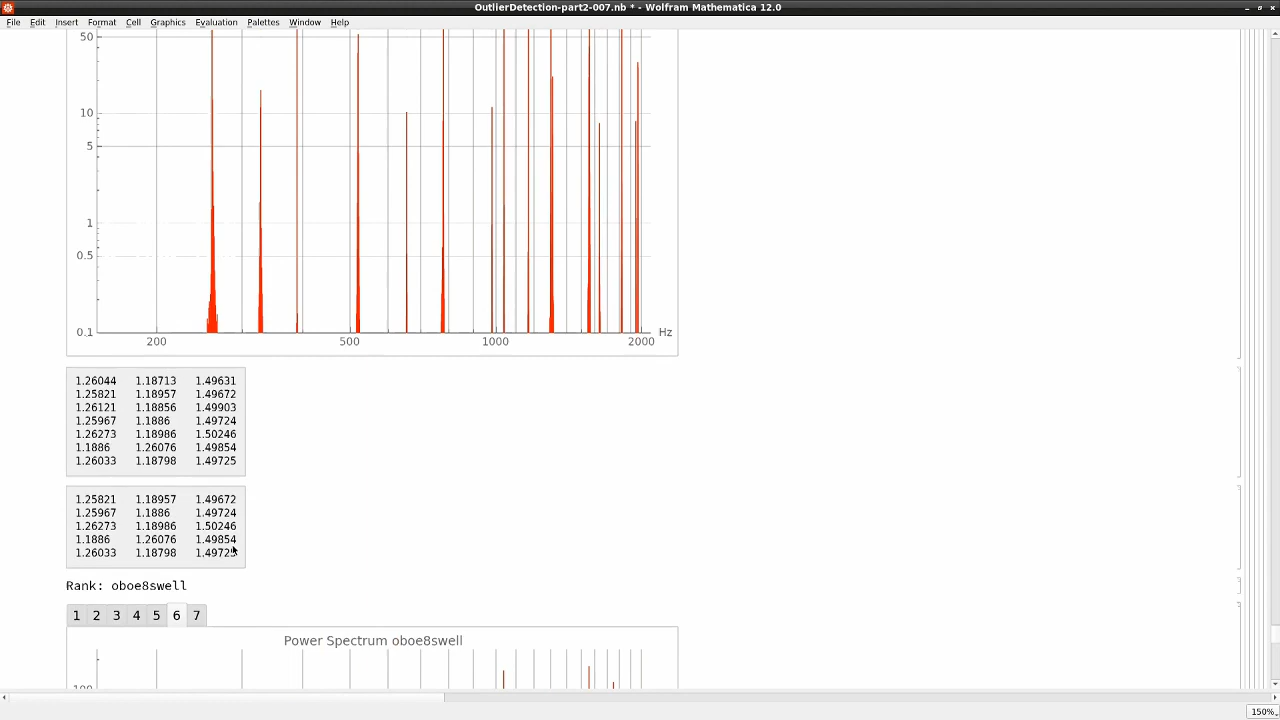 OutlierDetection-part2-007.nb * - Wolfram Mathematica 12.0
File Edit Insert Format Cell Graphics Evaluation Palettes Window Help
50
10
5
1
0.5
0.1
200 500 1000 2000 Hz
1.26044 1.18713 1.49631
1.25821 1.18957 1.49672
1.26121 1.18856 1.49903
1.25967 1.1886 1.49724
1.26273 1.18986 1.50246
1.1886 1.26076 1.49854
1.26033 1.18798 1.49725
1.25821 1.18957 1.49672
1.25967 1.1886 1.49724
1.26273 1.18986 1.50246
1.1886 1.26076 1.49854
1.26033 1.18798 1.49725
Rank: oboe8swell
1 2 3 4 5 6 7
Power Spectrum oboe8swell
100
150%